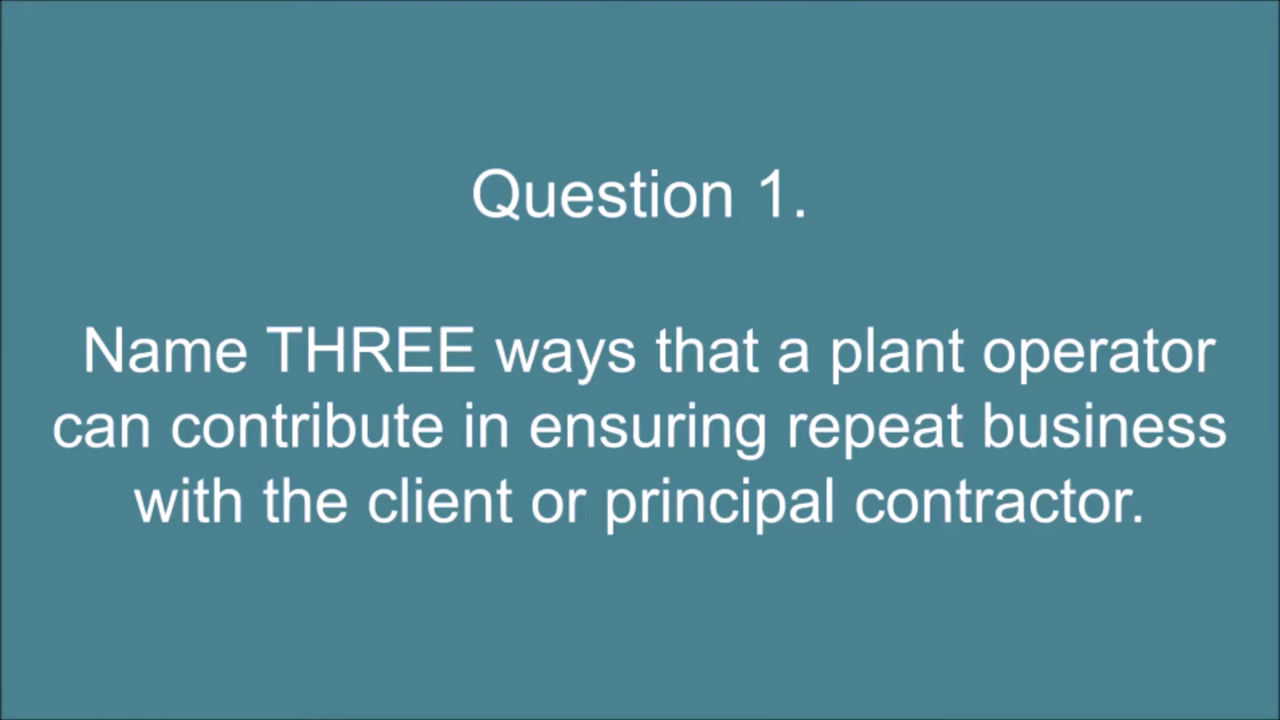 Question 1.
Name THREE ways that a plant operator
can contribute in ensuring repeat business
with the client or principal contractor.